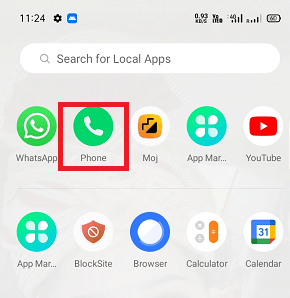 11:24 0.93 KB/S 4G 60
Search for Local Apps
WhatsApp Phone Moj App Mar... YouTube
31
App Mar... BlockSite Browser Calculator Calendar